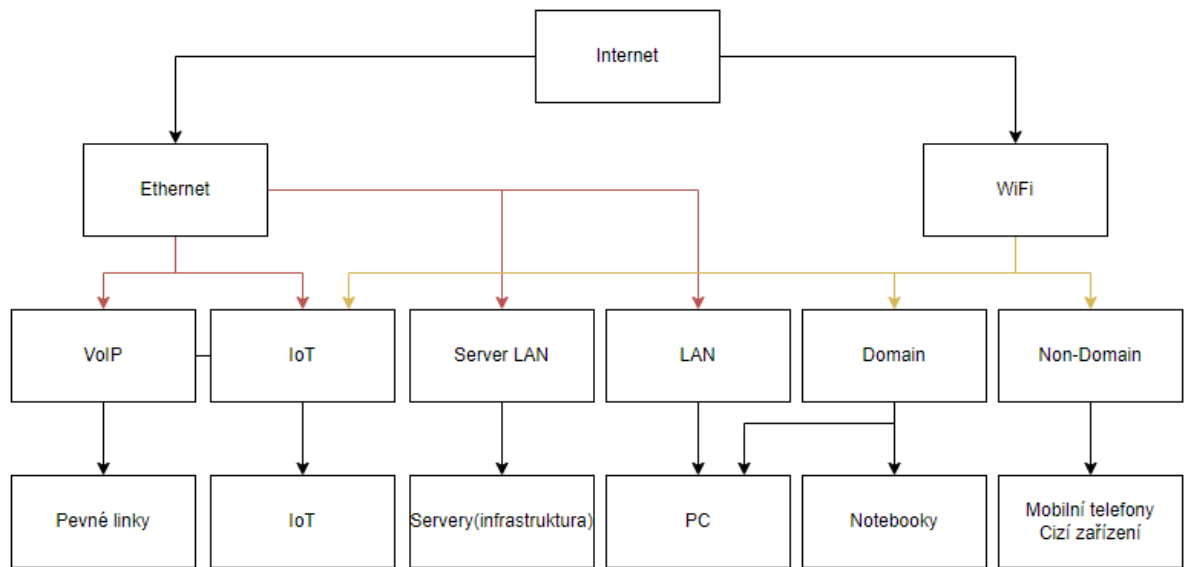 Internet
Ethernet
WiFi
VoIP
IoT
Server LAN
LAN
Domain
Non-Domain
Pevné linky
IoT
Servery(infrastruktura)
PC
Notebooky
Mobilní telefony
Cizí zařízení